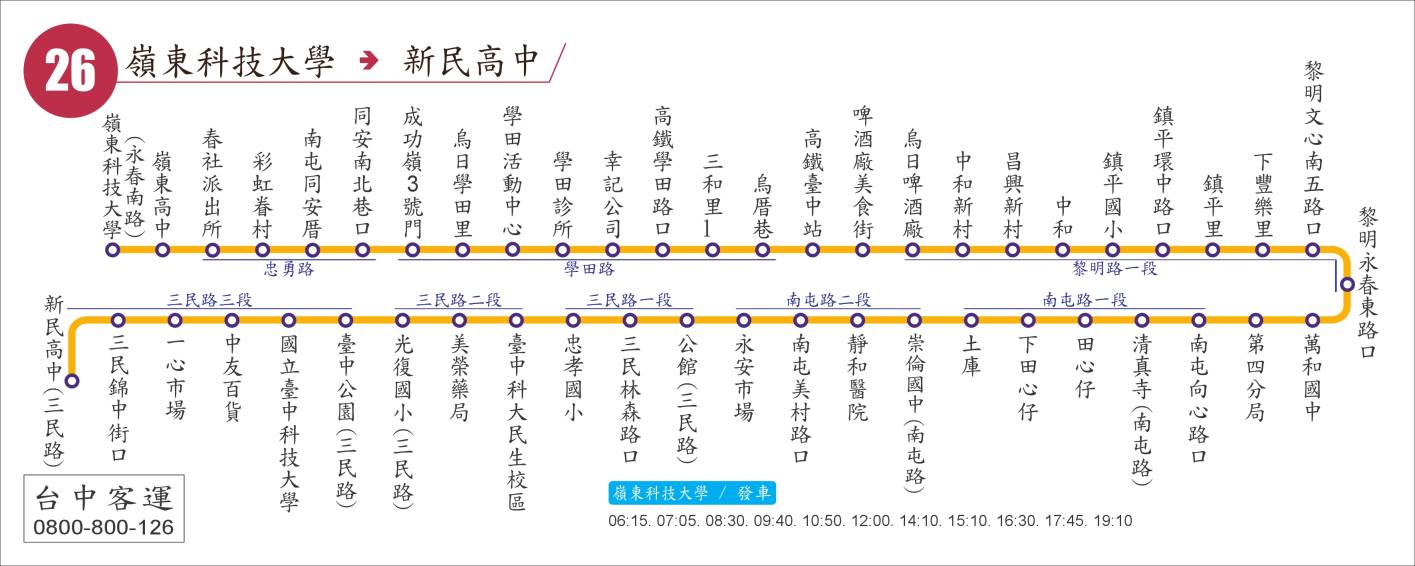 26
嶺東科技大學 → 新民高中
嶺東科技大學
(永春南路)
嶺東高中
春社派出所
彩虹眷村
南屯同安厝
同安南北巷口
成功嶺3號門
烏日學田里
學田活動中心
學田診所
幸記公司
高鐵學田路口
三和里1
烏厝巷
高鐵臺中站
啤酒廠美食街
烏日啤酒廠
中和新村
昌興新村
中和
鎮平國小
鎮平環中路口
鎮平里
下豐樂里
黎明文心南五路口
忠勇路
學田路
黎明路一段
黎明永春東路口
三民路三段
三民路二段
三民路一段
南屯路二段
南屯路一段
新民高中(三民路)
三民錦中街口
一心市場
中友百貨
國立臺中科技大學
臺中公園(三民路)
光復國小(三民路)
美榮藥局
臺中科大民生校區
忠孝國小
三民林森路口
公館(三民路)
永安市場
南屯美村路口
靜和醫院
崇倫國中(南屯路)
土庫
下田心仔
田心仔
清真寺(南屯路)
南屯向心路口
第四分局
萬和國中
台中客運
0800-800-126
嶺東科技大學 / 發車
06:15. 07:05. 08:30. 09:40. 10:50. 12:00. 14:10. 15:10. 16:30. 17:45. 19:10